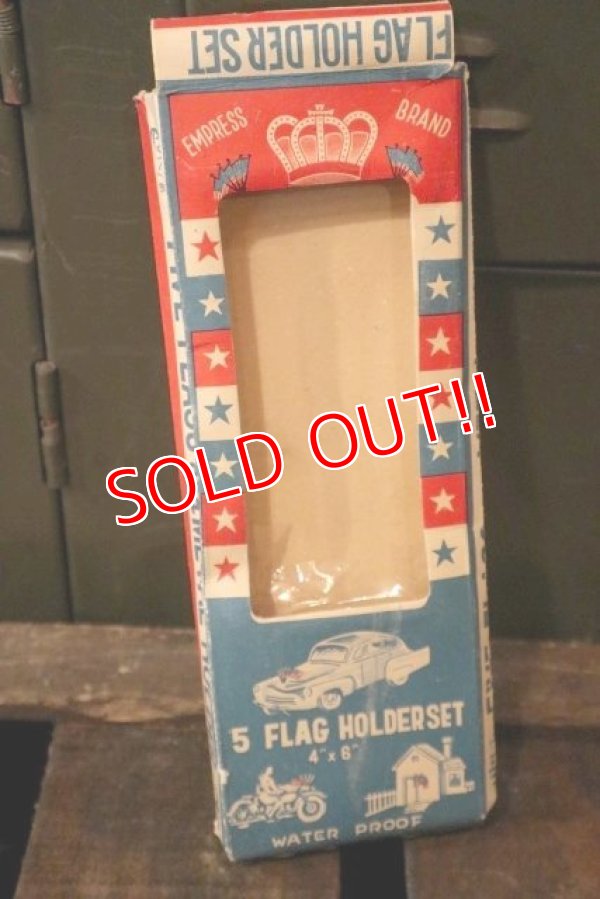 FLAG HOLDER SET
EMPRESS BRAND
SOLD OUT!!
5 FLAG HOLDERSET
4" x 6"
WATER PROOF